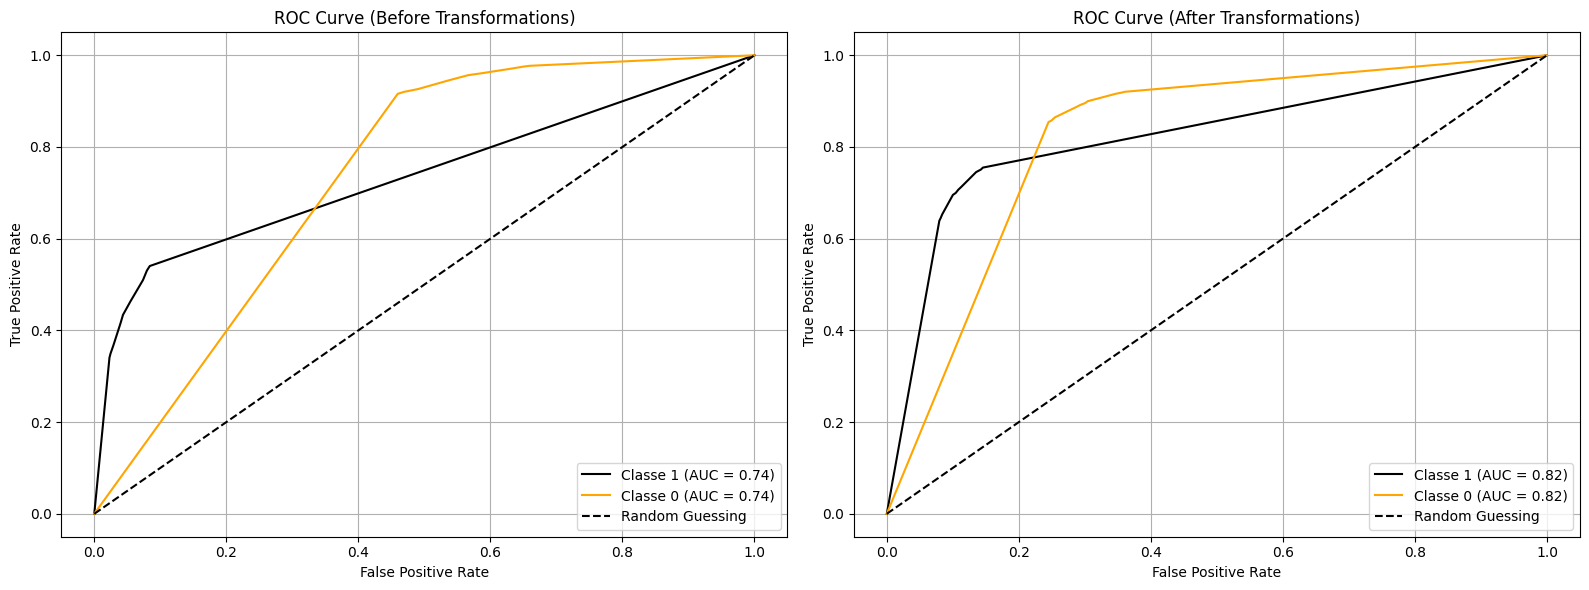 ROC Curve (Before Transformations)
True Positive Rate
1.0
0.8
0.6
0.4
0.2
0.0
0.0 0.2 0.4 0.6 0.8 1.0
False Positive Rate
Classe 1 (AUC = 0.74)
Classe 0 (AUC = 0.74)
Random Guessing
ROC Curve (After Transformations)
True Positive Rate
1.0
0.8
0.6
0.4
0.2
0.0
0.0 0.2 0.4 0.6 0.8 1.0
False Positive Rate
Classe 1 (AUC = 0.82)
Classe 0 (AUC = 0.82)
Random Guessing